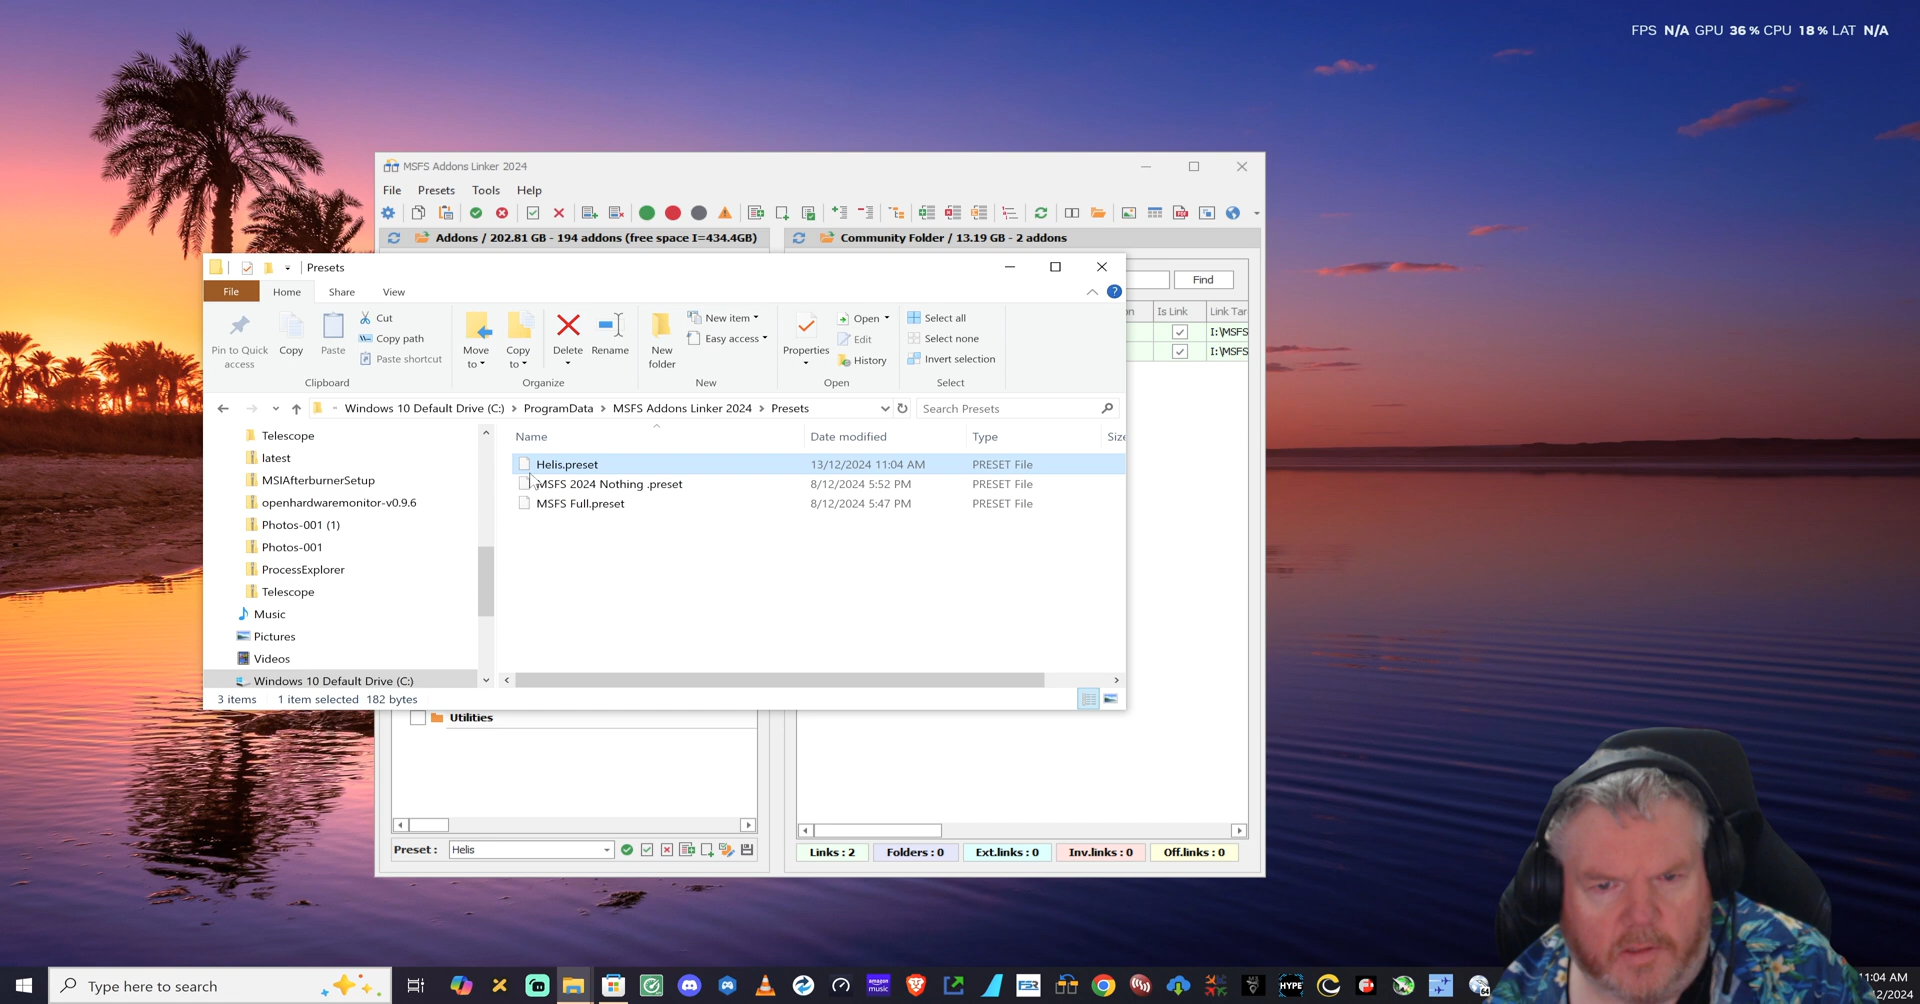 FPS N/A GPU 36 % CPU 18 % LAT N/A
MSFS Addons Linker 2024
File Presets Tools Help
Addons / 202.81 GB - 194 addons (free space I=434.4GB)
Community Folder / 13.19 GB - 2 addons
Presets
Find
File Home Share View
Is Link Link Tar
Pin to Quick access
Copy
Paste
Cut
Copy path
Paste shortcut
Move to
Copy to
Delete
Rename
New folder
New item
Easy access
Properties
Open
Edit
History
Select all
Select none
Invert selection
I:\MSFS
I:\MSFS
Clipboard Organize New Open Select
Windows 10 Default Drive (C:) ProgramData MSFS Addons Linker 2024 Presets
Search Presets
Name Date modified Type Size
Helis.preset 13/12/2024 11:04 AM PRESET File
MSFS 2024 Nothing .preset 8/12/2024 5:52 PM PRESET File
MSFS Full.preset 8/12/2024 5:47 PM PRESET File
Telescope
latest
MSIAfterburnerSetup
openhardwaremonitor-v0.9.6
Photos-001 (1)
Photos-001
ProcessExplorer
Telescope
Music
Pictures
Videos
Windows 10 Default Drive (C:)
3 items 1 item selected 182 bytes
Utilities
Preset : Helis
Links : 2 Folders : 0 Ext.links : 0 Inv.links : 0 Off.links : 0
Type here to search
amazon music
FSR
HYPE
64
11:04 AM
12/2024